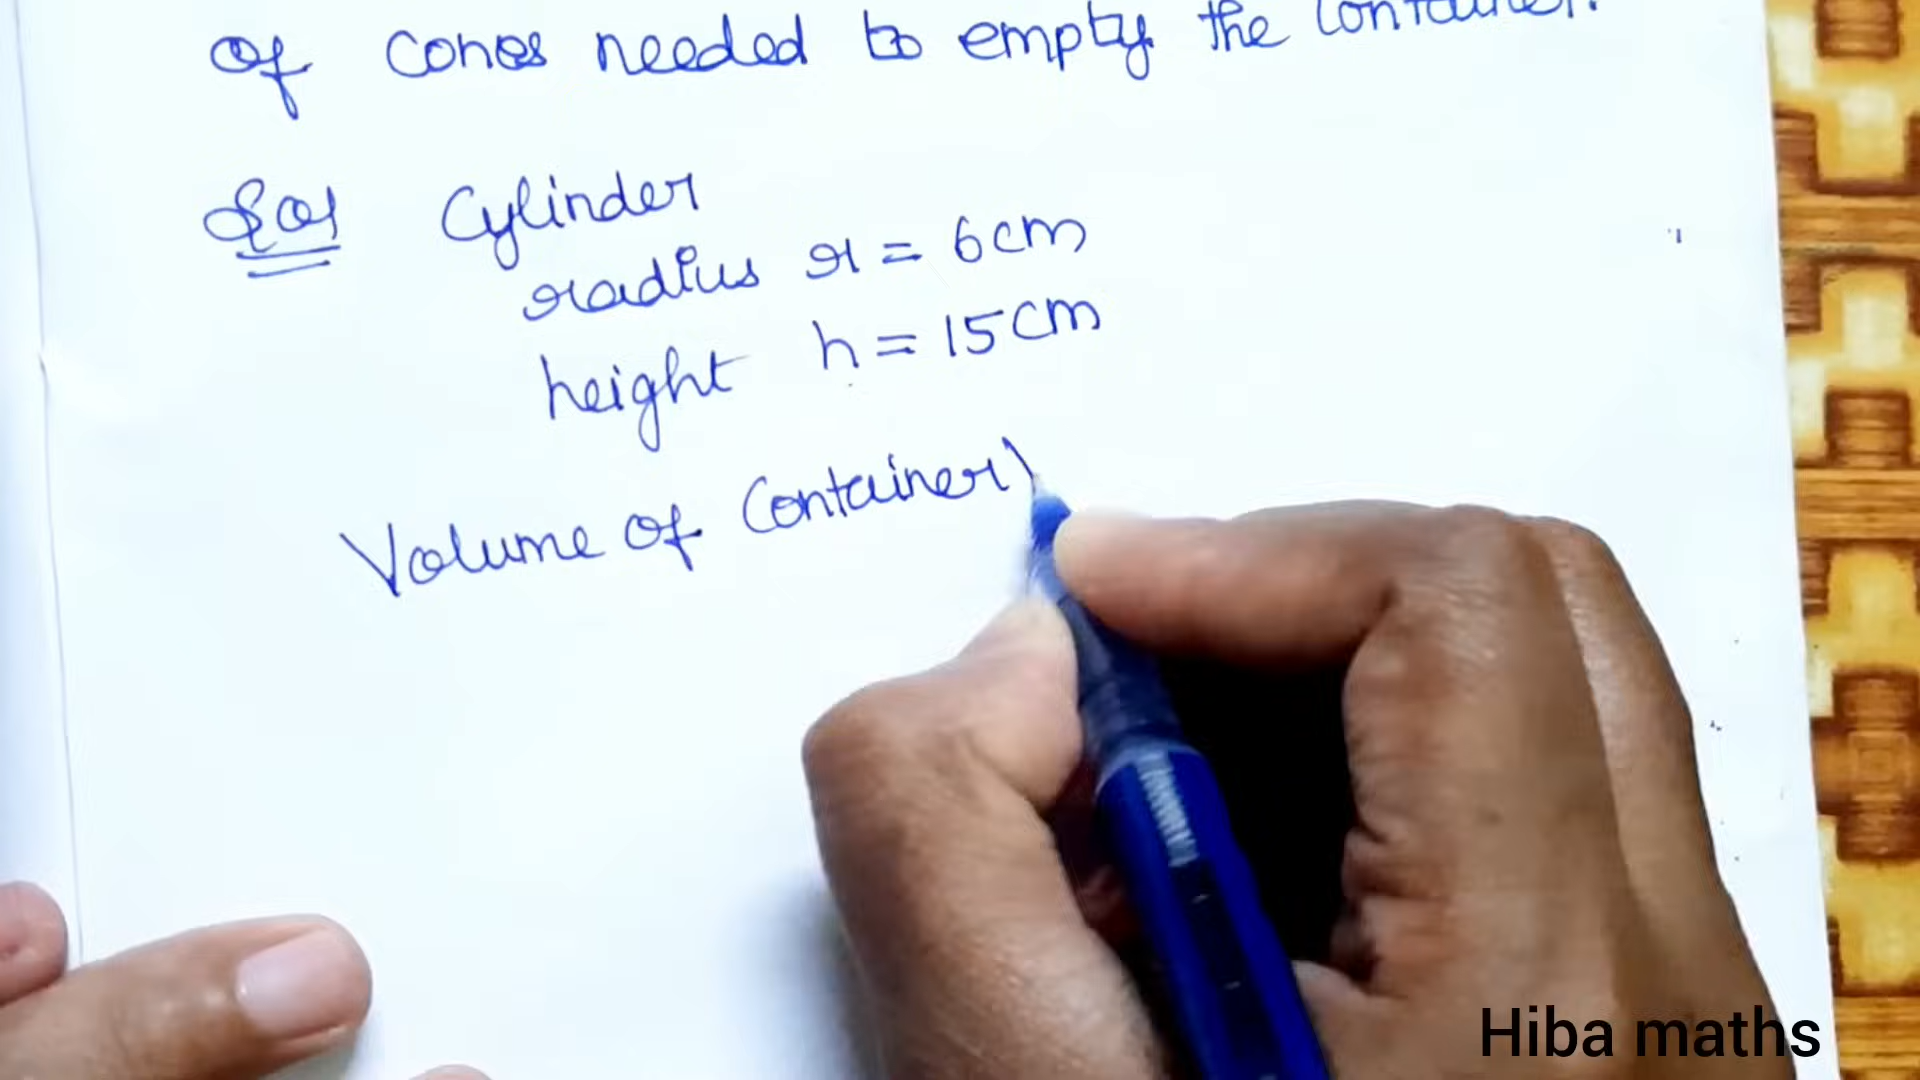 of cones needed to empty the container.
Sol Cylinder
radius r = 6cm
height h = 15cm
Volume of Container)
Hiba maths